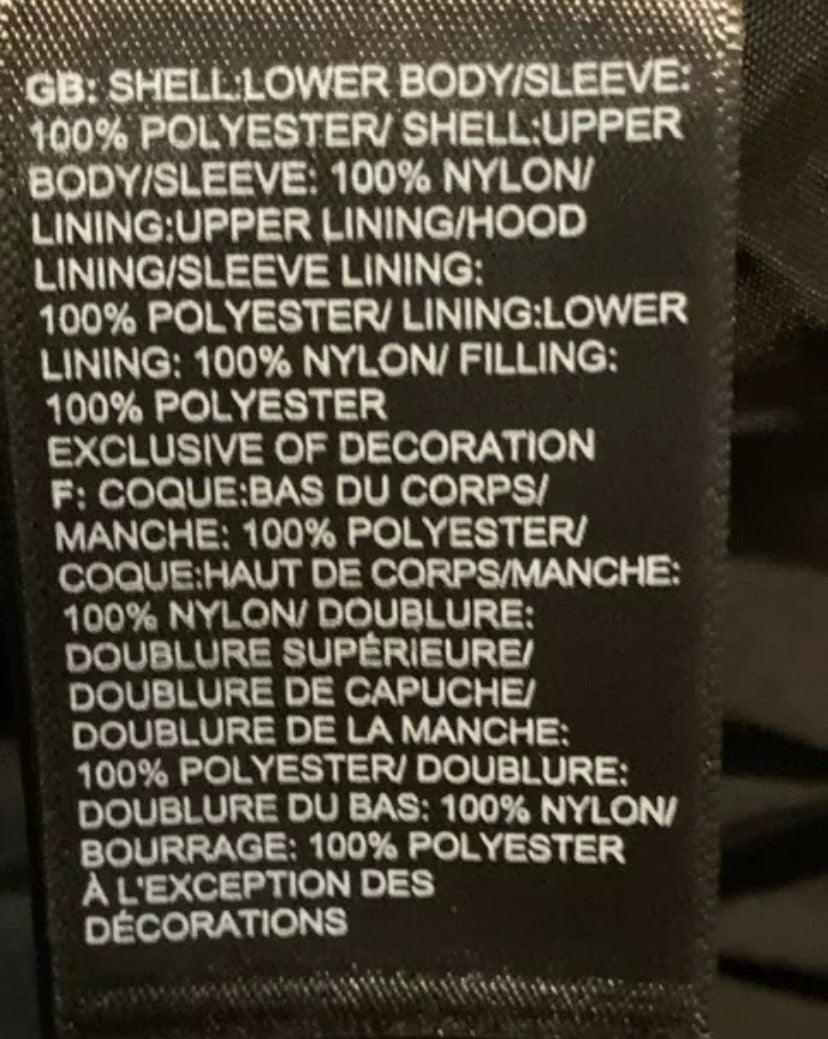 GB: SHELL:LOWER BODY/SLEEVE:
100% POLYESTER/ SHELL:UPPER
BODY/SLEEVE: 100% NYLON/
LINING:UPPER LINING/HOOD
LINING/SLEEVE LINING:
100% POLYESTER/ LINING:LOWER
LINING: 100% NYLON/ FILLING:
100% POLYESTER
EXCLUSIVE OF DECORATION
F: COQUE:BAS DU CORPS/
MANCHE: 100% POLYESTER/
COQUE:HAUT DE CORPS/MANCHE:
100% NYLON/ DOUBLURE:
DOUBLURE SUPÉRIEURE/
DOUBLURE DE CAPUCHE/
DOUBLURE DE LA MANCHE:
100% POLYESTER/ DOUBLURE:
DOUBLURE DU BAS: 100% NYLON/
BOURRAGE: 100% POLYESTER
À L'EXCEPTION DES
DÉCORATIONS